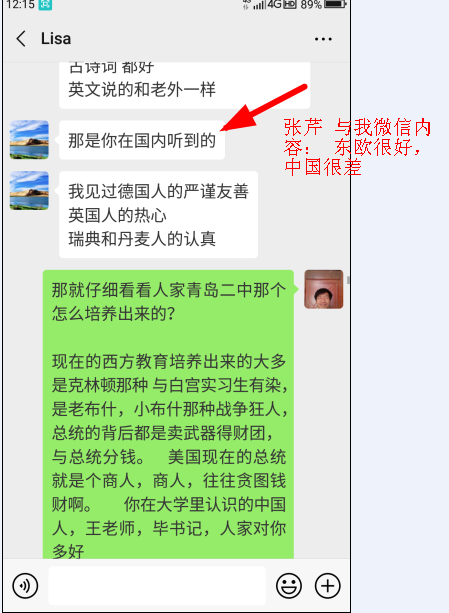 12:15
4G HD 89%
Lisa
古诗词 都好
英文说的和老外一样
那是你在国内听到的
张芹 与我微信内
容： 东欧很好，
中国很差
我见过德国人的严谨友善
英国人的热心
瑞典和丹麦人的认真
那就仔细看看人家青岛二中那个
怎么培养出来的？
现在的西方教育培养出来的大多
是克林顿那种 与白宫实习生有染，
是老布什，小布什那种战争狂人，
总统的背后都是卖武器得财团，
与总统分钱。 美国现在的总统
就是个商人，商人，往往贪图钱
财啊。 你在大学里认识的中国
人，王老师，毕书记，人家对你
多好